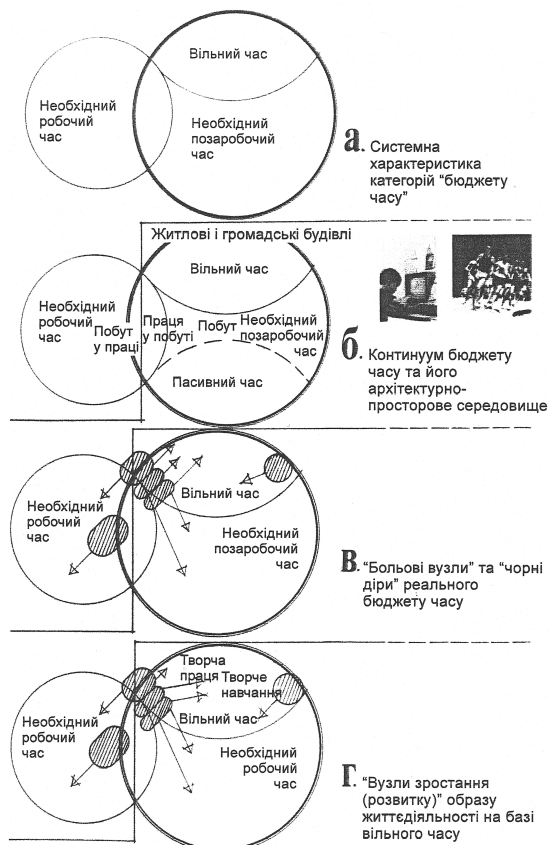 Вільний час
Необхідний
робочий
час
Необхідний
позаробочий
час
а. Системна
характеристика
категорій “бюджету
часу”
Житлові і громадські будівлі
Вільний час
Необхідний
робочий
час
Побут
у праці
Праця
у побуті
Побут
Необхідний
позаробочий
час
Пасивний час
б. Континуум бюджету
часу та його
архітектурно-
просторове середовище
Необхідний
робочий
час
Вільний час
Необхідний
позаробочий
час
в. “Больові вузли” та “чорні
діри” реального
бюджету часу
Творча
праця
Творче
навчання
Вільний час
Необхідний
робочий
час
Необхідний
робочий
час
г. “Вузли зростання
(розвитку)” образу
життєдіяльності на базі
вільного часу